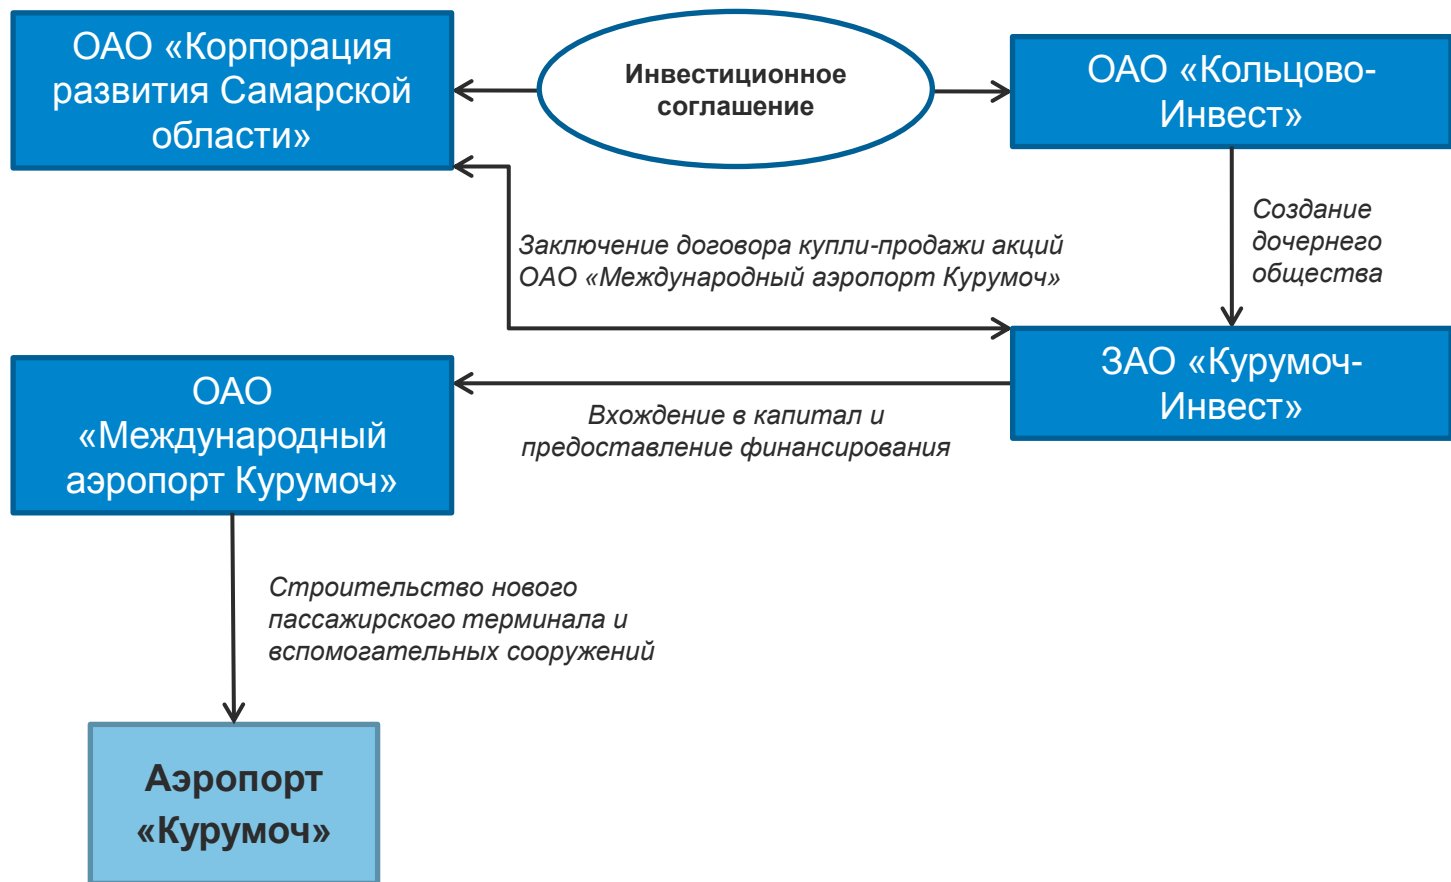 ОАО «Корпорация
развития Самарской
области»
Инвестиционное
соглашение
ОАО «Кольцово-
Инвест»
Создание
дочернего
общества
Заключение договора купли-продажи акций
ОАО «Международный аэропорт Курумоч»
ЗАО «Курумоч-
Инвест»
ОАО
«Международный
аэропорт Курумоч»
Вхождение в капитал и
предоставление финансирования
Строительство нового
пассажирского терминала и
вспомогательных сооружений
Аэропорт
«Курумоч»